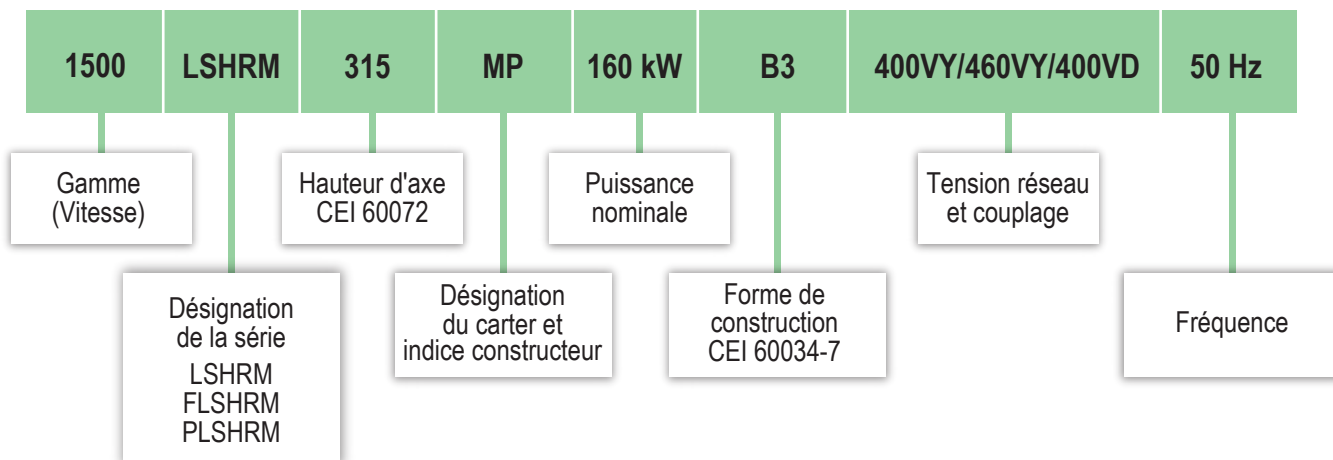 1500 LSHRM 315 MP 160 kW B3 400VY/460VY/400VD 50 Hz
Gamme
(Vitesse)
Hauteur d'axe
CEI 60072
Puissance
nominale
Tension réseau
et couplage
Désignation
de la série
LSHRM
FLSHRM
PLSHRM
Désignation
du carter et
indice constructeur
Forme de
construction
CEI 60034-7
Fréquence